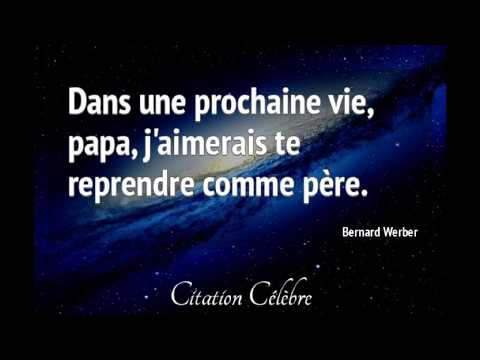 Dans une prochaine vie,
papa, j'aimerais te
reprendre comme père.
Bernard Werber
Citation Célèbre